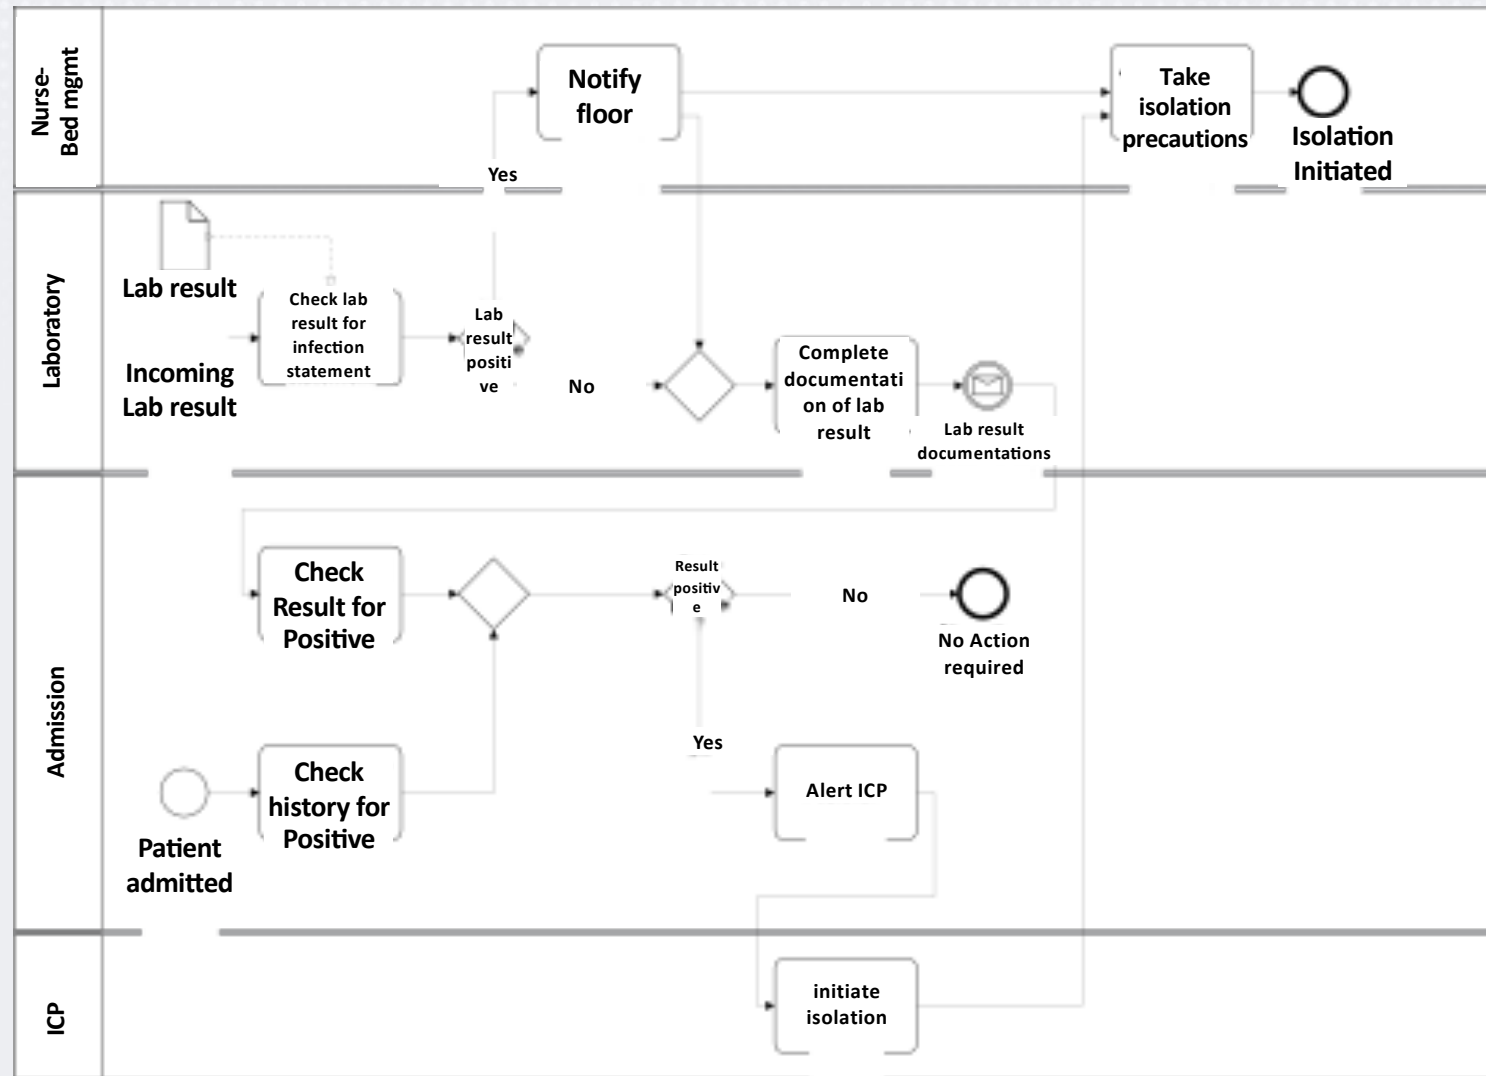 Nurse-
Bed mgmt
Notify
floor
Take
isolation
precautions
Isolation
Initiated
Yes
Laboratory
Lab result
Incoming
Lab result
Check lab
result for
infection
statement
Lab
result
positi
ve
No
Complete
documentati
on of lab
result
Lab result
documentations
Admission
Check
Result for
Positive
Result
positiv
e
No
No Action
required
Yes
Patient
admitted
Check
history for
Positive
Alert ICP
ICP
initiate
isolation